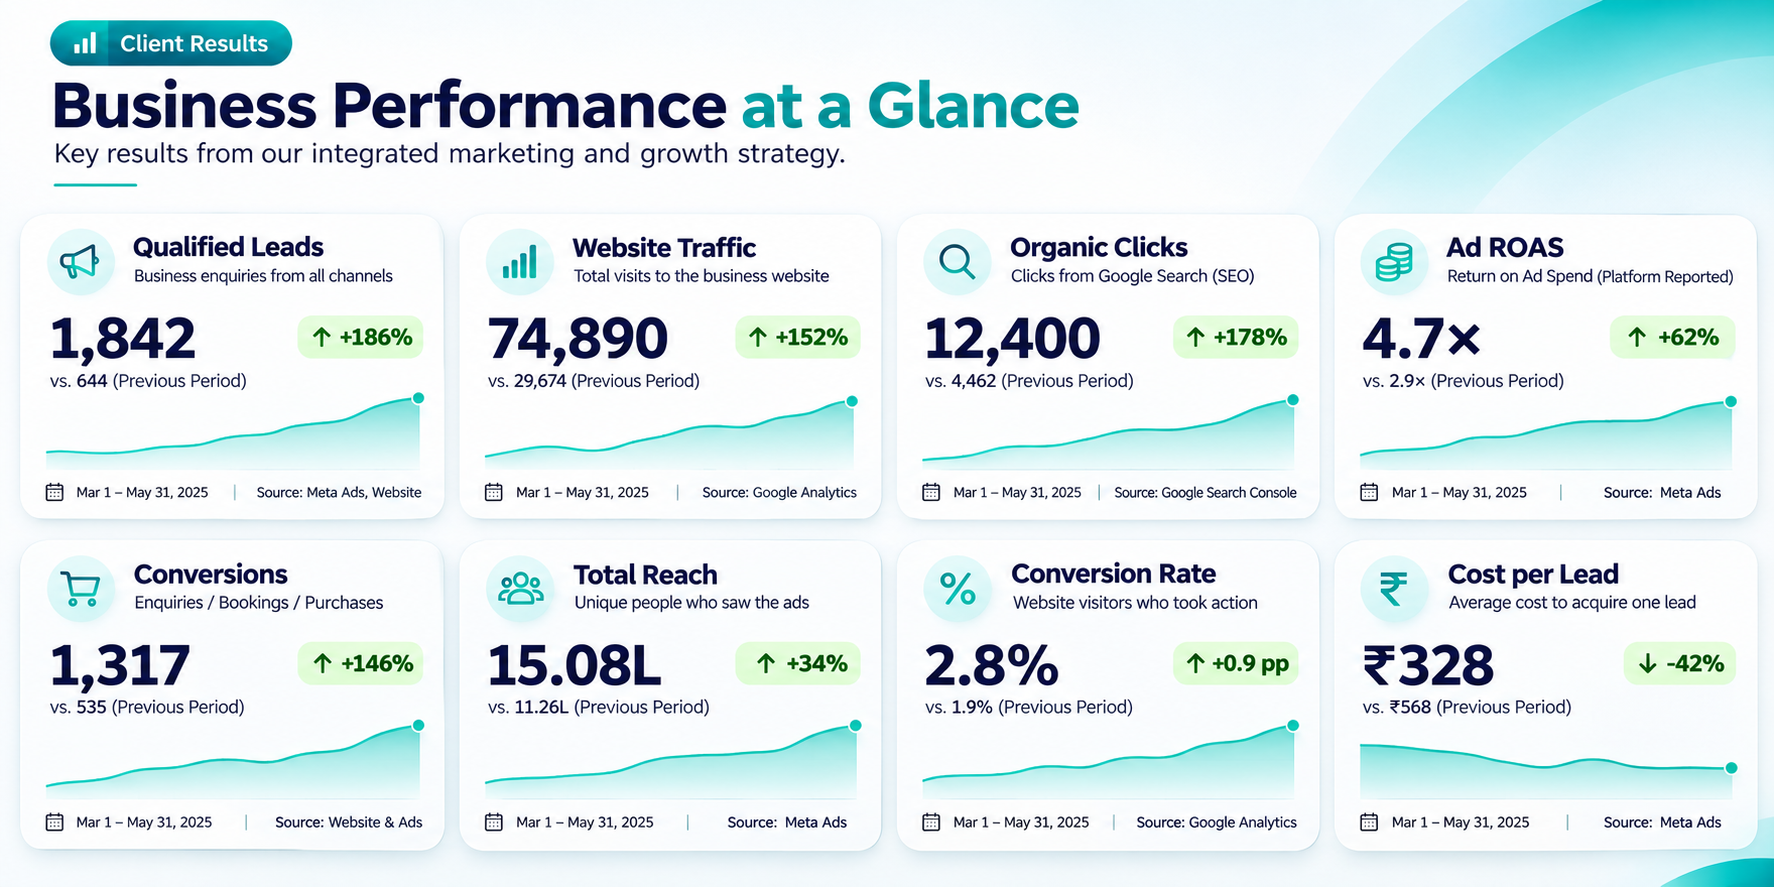 Client Results
Business Performance at a Glance
Key results from our integrated marketing and growth strategy.
Qualified Leads
Business enquiries from all channels
1,842
↑ +186%
vs. 644 (Previous Period)
Mar 1 – May 31, 2025 | Source: Meta Ads, Website
Website Traffic
Total visits to the business website
74,890
↑ +152%
vs. 29,674 (Previous Period)
Mar 1 – May 31, 2025 | Source: Google Analytics
Organic Clicks
Clicks from Google Search (SEO)
12,400
↑ +178%
vs. 4,462 (Previous Period)
Mar 1 – May 31, 2025 | Source: Google Search Console
Ad ROAS
Return on Ad Spend (Platform Reported)
4.7×
↑ +62%
vs. 2.9× (Previous Period)
Mar 1 – May 31, 2025 | Source: Meta Ads
Conversions
Enquiries / Bookings / Purchases
1,317
↑ +146%
vs. 535 (Previous Period)
Mar 1 – May 31, 2025 | Source: Website & Ads
Total Reach
Unique people who saw the ads
15.08L
↑ +34%
vs. 11.26L (Previous Period)
Mar 1 – May 31, 2025 | Source: Meta Ads
%
Conversion Rate
Website visitors who took action
2.8%
↑ +0.9 pp
vs. 1.9% (Previous Period)
Mar 1 – May 31, 2025 | Source: Google Analytics
₹
Cost per Lead
Average cost to acquire one lead
₹328
↓ -42%
vs. ₹568 (Previous Period)
Mar 1 – May 31, 2025 | Source: Meta Ads